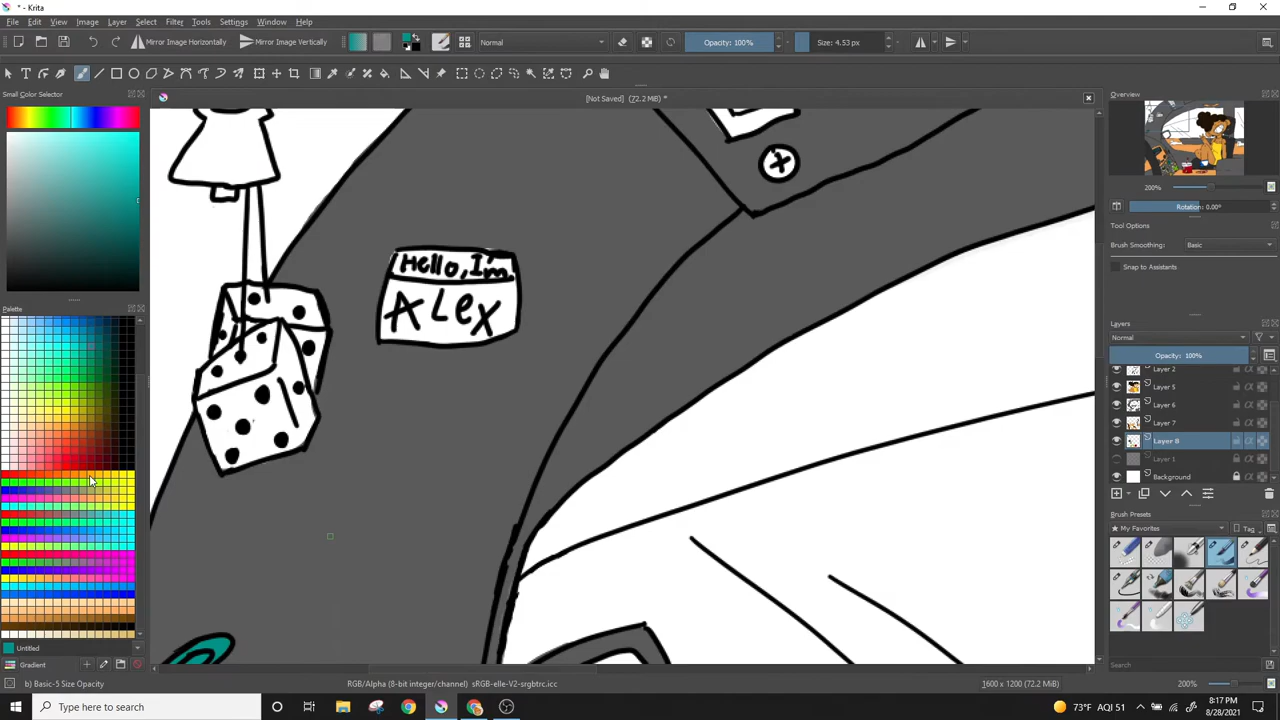 * - Krita
File Edit View Image Layer Select Filter Tools Settings Window Help
Mirror Image Horizontally Mirror Image Vertically Normal Opacity: 100% Size: 4.53 px
Small Color Selector
[Not Saved] (72.2 MiB) *
Overview
200%
Rotation: 0.00°
Tool Options
Brush Smoothing: Basic
Snap to Assistants
Hello, I'm
ALex
Palette
Layers
Normal
Opacity: 100%
Layer 2
Layer 5
Layer 6
Layer 7
Layer 8
Layer 1
Background
Brush Presets
My Favorites Tag
Untitled
Gradient
Search
b) Basic-5 Size Opacity RGB/Alpha (8-bit integer/channel) sRGB-elle-V2-srgbtrc.icc 1600 x 1200 (72.2 MiB) 200%
Type here to search
73°F AQI 51
8:17 PM
8/28/2021